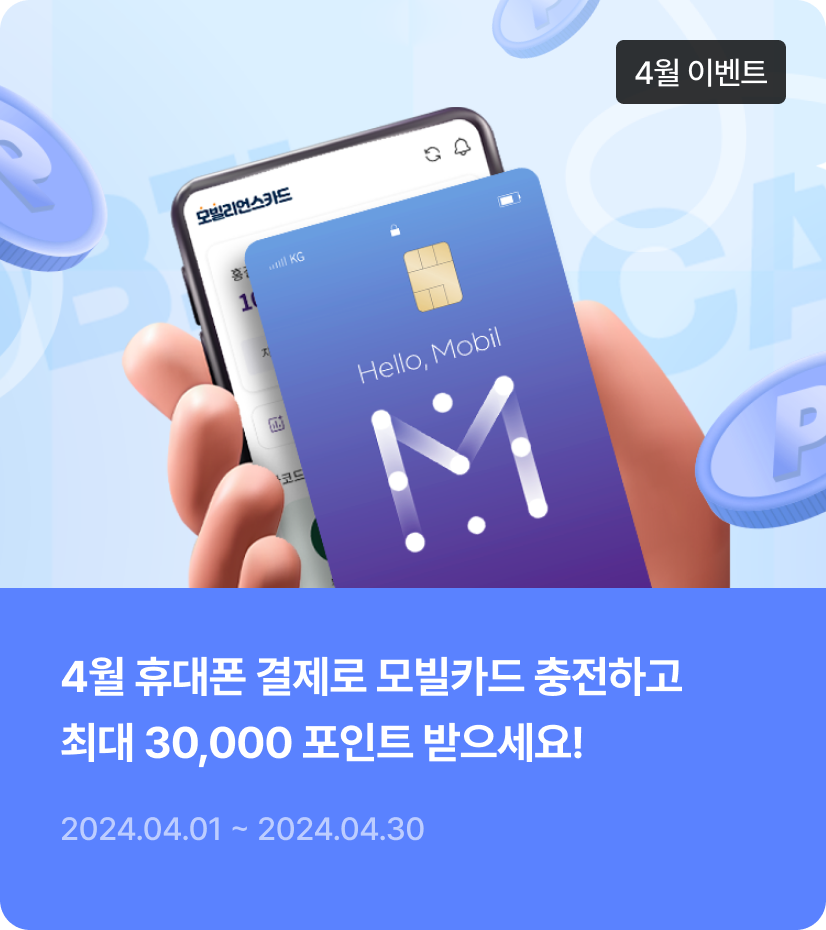 4월 이벤트
모빌리언스카드
KG
Hello, Mobil
4월 휴대폰 결제로 모빌카드 충전하고
최대 30,000 포인트 받으세요!
2024.04.01 ~ 2024.04.30